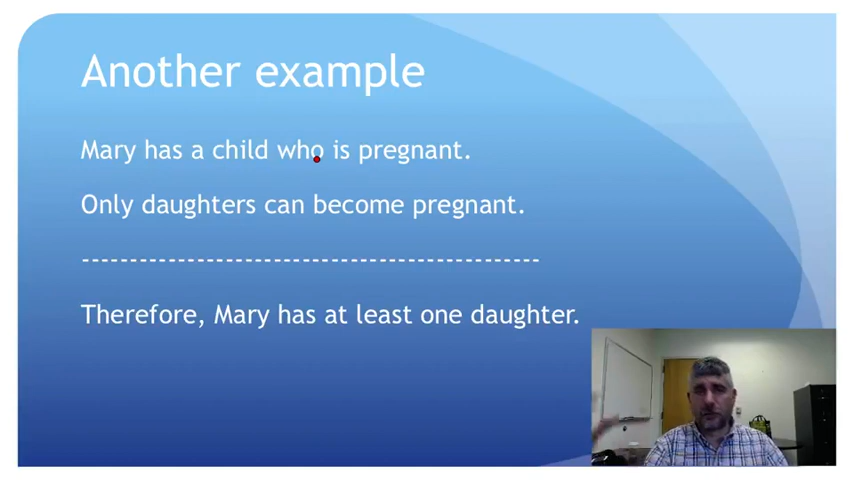 Another example
Mary has a child who is pregnant.
Only daughters can become pregnant.
------------------------------------------------
Therefore, Mary has at least one daughter.